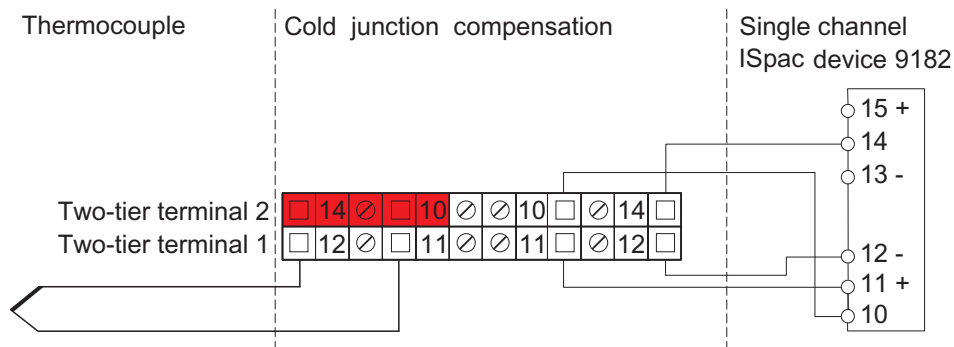 Thermocouple
Cold junction compensation
Single channel
ISpac device 9182
15 +
14
13 -
Two-tier terminal 2 14 10 10 14
Two-tier terminal 1 12 11 11 12
12 -
11 +
10